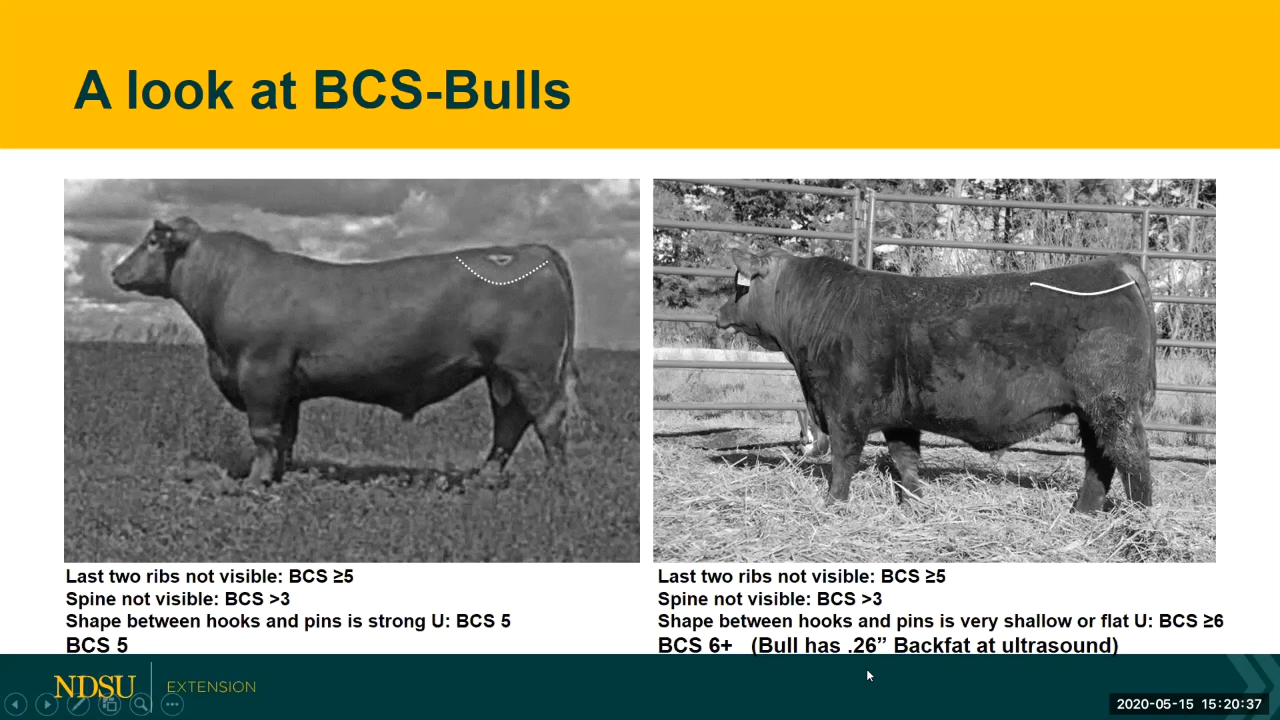 A look at BCS-Bulls
Last two ribs not visible: BCS ≥5
Spine not visible: BCS >3
Shape between hooks and pins is strong U: BCS 5
BCS 5
Last two ribs not visible: BCS ≥5
Spine not visible: BCS >3
Shape between hooks and pins is very shallow or flat U: BCS ≥6
BCS 6+ (Bull has .26” Backfat at ultrasound)
NDSU EXTENSION
2020-05-15 15:20:37